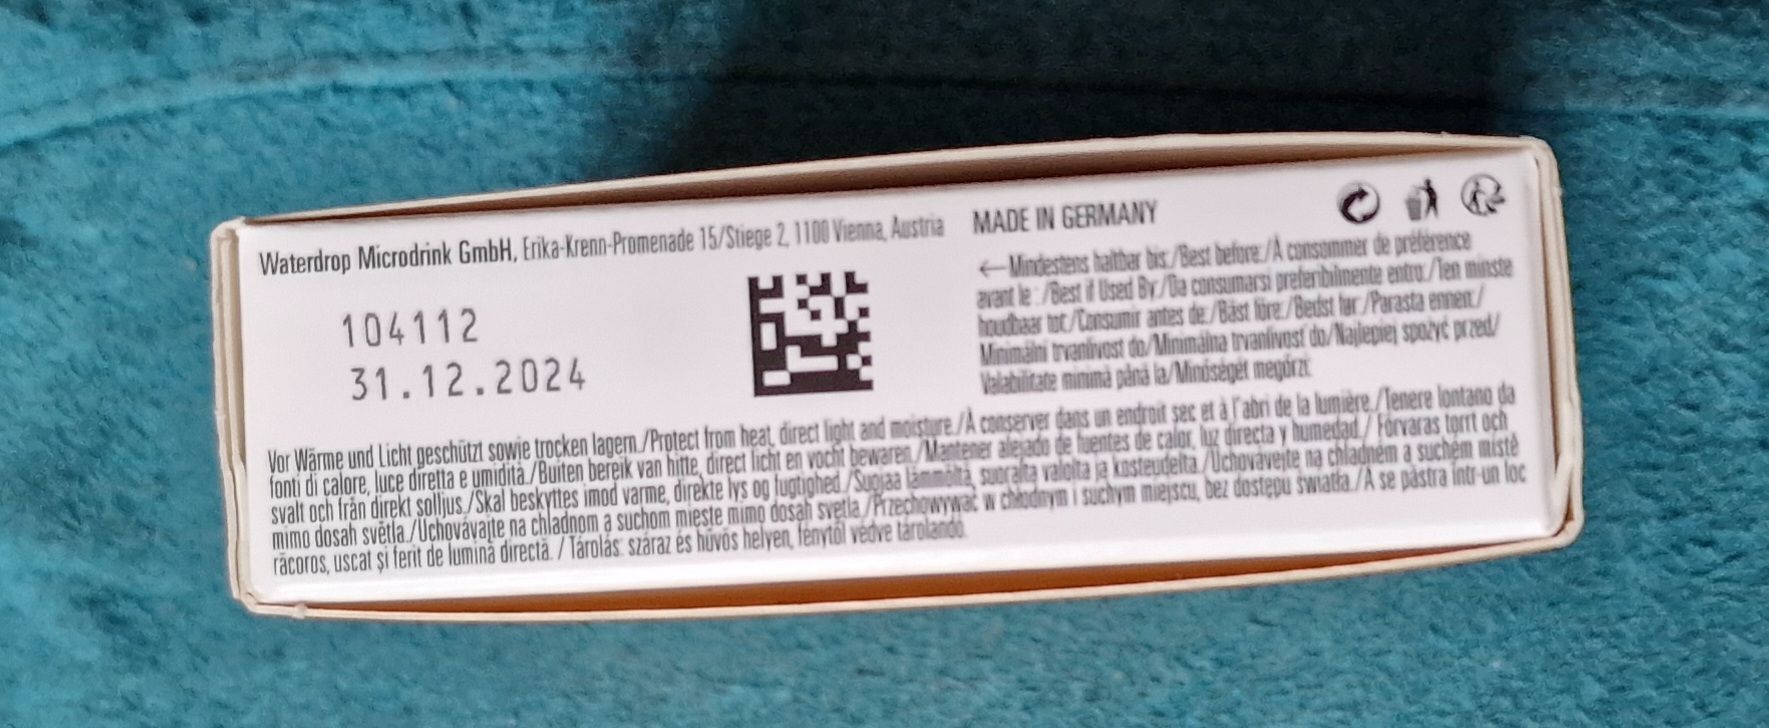 Waterdrop Microdrink GmbH, Erika-Krenn-Promenade 15/Stiege 2, 1100 Vienna, Austria
MADE IN GERMANY
104112
31.12.2024
←Mindestens haltbar bis:/Best before:/À consommer de préférence
avant le :/Best if Used By:/Da consumarsi preferibilmente entro:/Ten minste
houdbaar tot:/Consumir antes de:/Bäst före:/Bedst før:/Parasta ennen:/
Minimální trvanlivost do/Minimálna trvanlivosť do/Najlepiej spożyć przed/
Valabilitate minimă până la/Minőségét megőrzi:
Vor Wärme und Licht geschützt sowie trocken lagern./Protect from heat, direct light and moisture./À conserver dans un endroit sec et à l'abri de la lumière./Tenere lontano da
fonti di calore, luce diretta e umidità./Buiten bereik van hitte, direct licht en vocht bewaren./Mantener alejado de fuentes de calor, luz directa y humedad./ Förvaras torrt och
svalt och från direkt solljus./Skal beskyttes imod varme, direkte lys og fugtighed./Suojaa lämmöltä, suoralta valolta ja kosteudelta./Uchovávejte na chladném a suchém místě
mimo dosah světla./Uchovávajte na chladnom a suchom mieste mimo dosah svetla./Przechowywać w chłodnym i suchym miejscu, bez dostępu światła./A se păstra într-un loc
răcoros, uscat și ferit de lumină directă. / Tárolás: száraz és hűvös helyen, fénytől védve tárolandó.